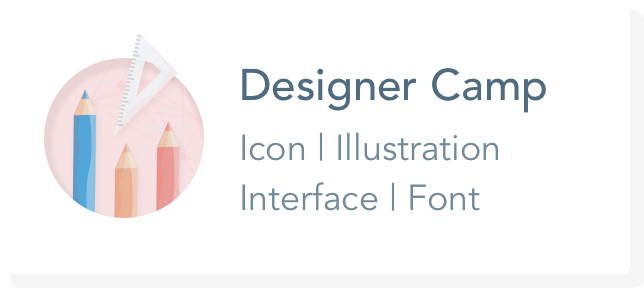 Designer Camp
Icon | Illustration
Interface | Font